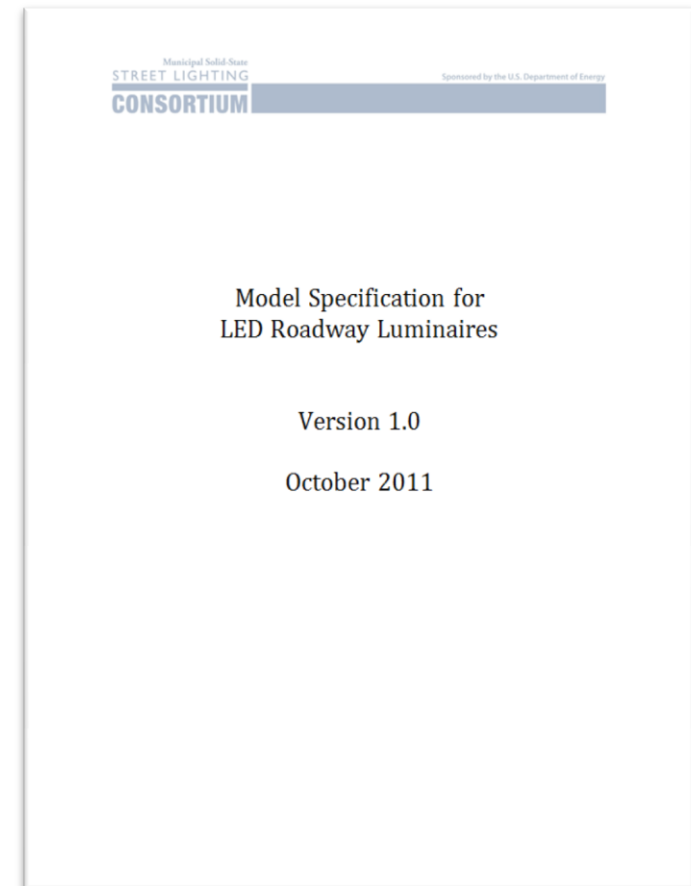 Municipal Solid-State
STREET LIGHTING
CONSORTIUM
Sponsored by the U.S. Department of Energy
Model Specification for
LED Roadway Luminaires
Version 1.0
October 2011